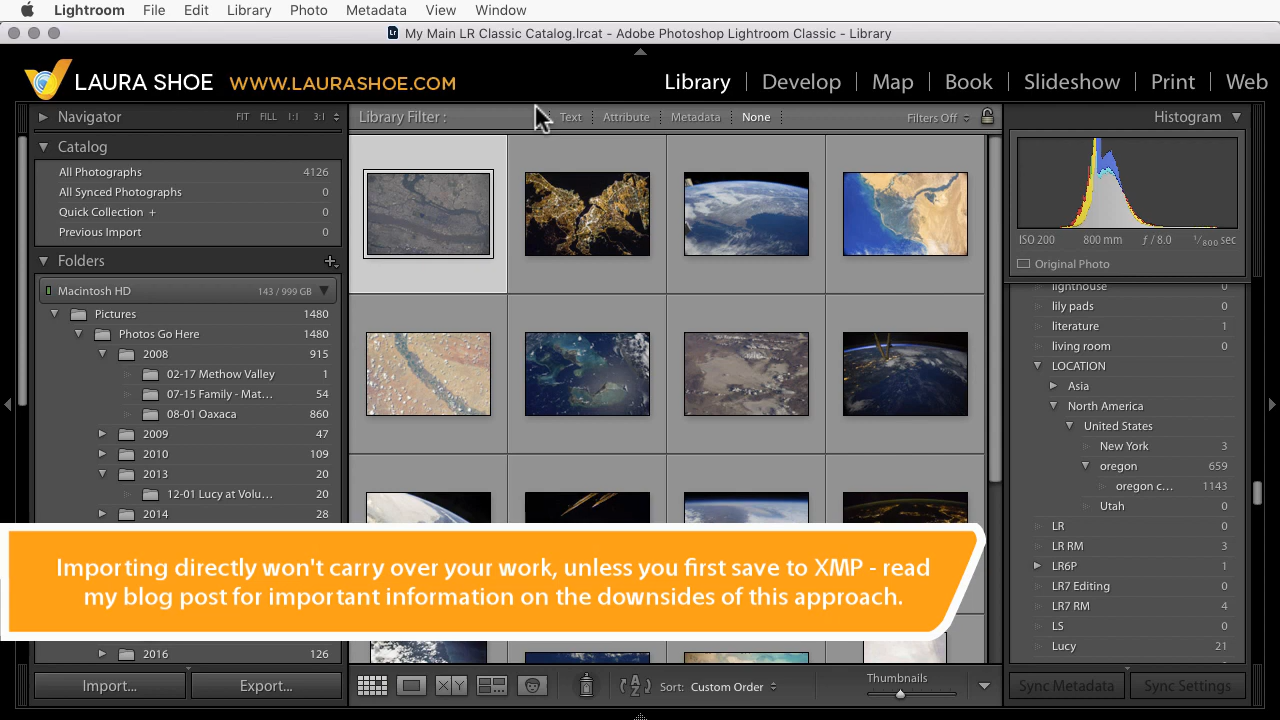 Lightroom File Edit Library Photo Metadata View Window
My Main LR Classic Catalog.lrcat - Adobe Photoshop Lightroom Classic - Library
LAURA SHOE WWW.LAURASHOE.COM
Library | Develop | Map | Book | Slideshow | Print | Web
Navigator FIT FILL 1:1 3:1
Catalog
All Photographs 4126
All Synced Photographs 0
Quick Collection + 0
Previous Import 0
Folders +
Macintosh HD 143 / 999 GB
Pictures 1480
Photos Go Here 1480
2008 915
02-17 Methow Valley 1
07-15 Family - Mat... 54
08-01 Oaxaca 860
2009 47
2010 109
2013 20
12-01 Lucy at Volu... 20
2014 28
2016 126
Import... Export...
Library Filter : Text Attribute Metadata None Filters Off
Importing directly won't carry over your work, unless you first save to XMP - read
my blog post for important information on the downsides of this approach.
Sort: Custom Order
Thumbnails
Histogram
ISO 200 800 mm ƒ / 8.0 1/800 sec
Original Photo
lighthouse 0
lily pads 0
literature 1
living room 0
LOCATION
Asia
North America
United States
New York 3
oregon 659
oregon c... 1143
Utah 0
LR 0
LR RM 3
LR6P 1
LR7 Editing 0
LR7 RM 4
LS 0
Lucy 21
Sync Metadata Sync Settings